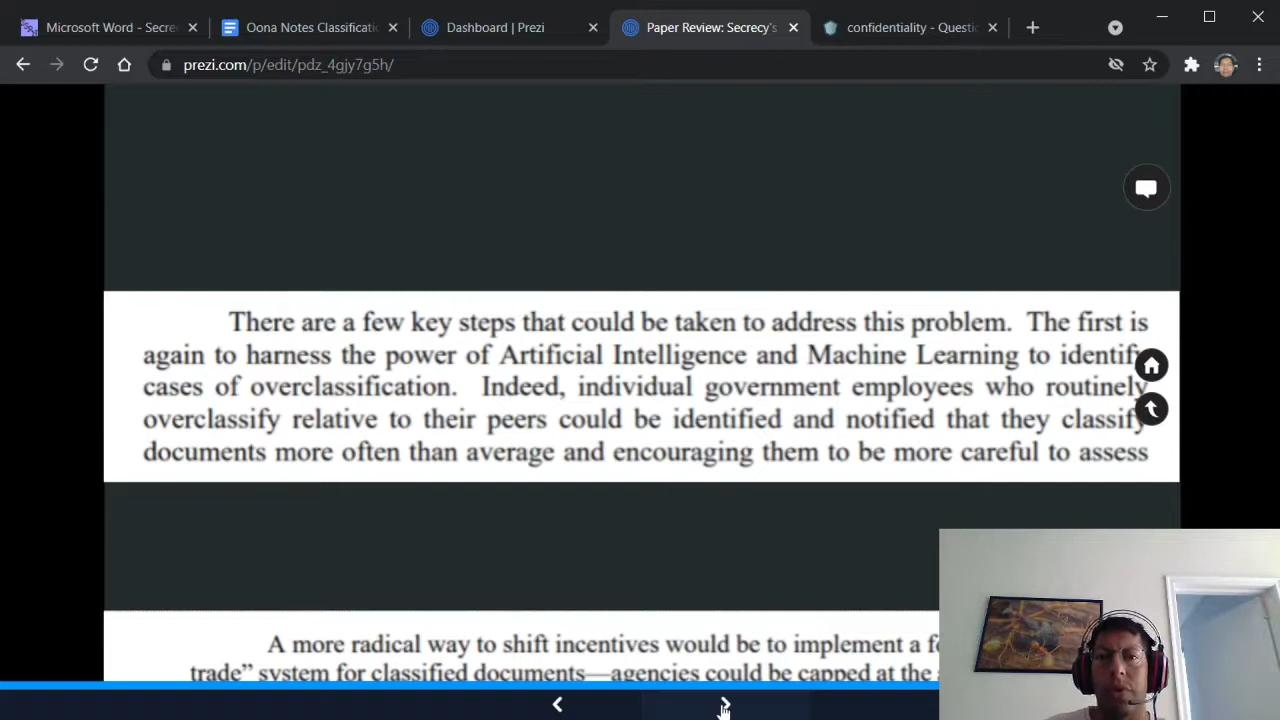 Microsoft Word - Secre
Oona Notes Classificati
Dashboard | Prezi
Paper Review: Secrecy's
confidentiality - Questi
prezi.com/p/edit/pdz_4gjy7g5h/
There are a few key steps that could be taken to address this problem. The first is
again to harness the power of Artificial Intelligence and Machine Learning to identify
cases of overclassification. Indeed, individual government employees who routinely
overclassify relative to their peers could be identified and notified that they classify
documents more often than average and encouraging them to be more careful to assess
A more radical way to shift incentives would be to implement a
trade” system for classified documents—agencies could be capped at the